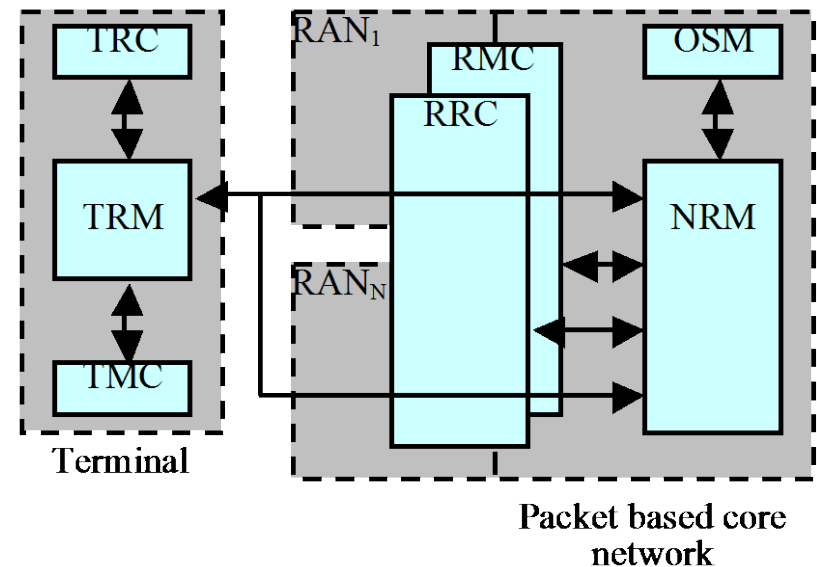 TRC
TRM
TMC
Terminal
RAN₁
RMC
RRC
RANN
OSM
NRM
Packet based core
network